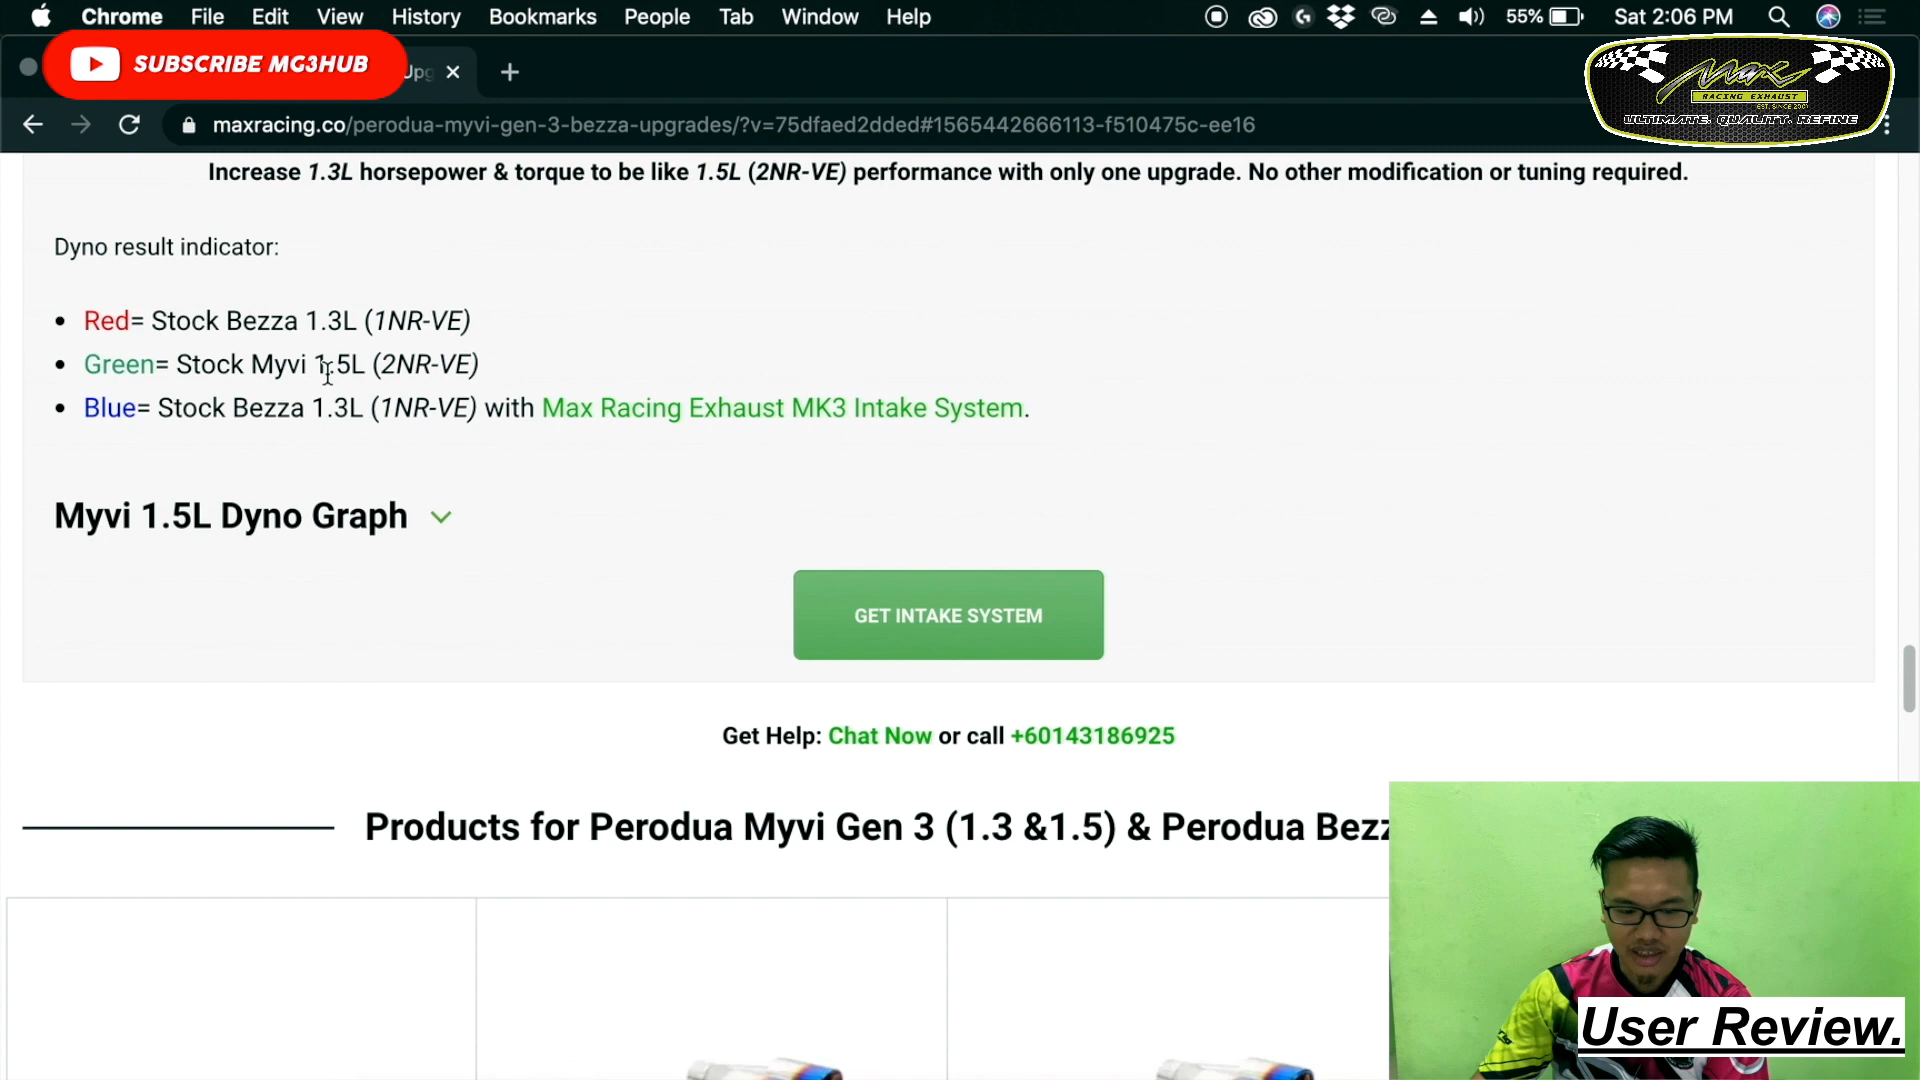 Chrome File Edit View History Bookmarks People Tab Window Help 55% Sat 2:06 PM
SUBSCRIBE MG3HUB
Upg
Max
RACING EXHAUST
EST. SINCE 2001
ULTIMATE. QUALITY. REFINE
maxracing.co/perodua-myvi-gen-3-bezza-upgrades/?v=75dfaed2dded#1565442666113-f510475c-ee16
Increase 1.3L horsepower & torque to be like 1.5L (2NR-VE) performance with only one upgrade. No other modification or tuning required.
Dyno result indicator:
• Red= Stock Bezza 1.3L (1NR-VE)
• Green= Stock Myvi 1.5L (2NR-VE)
• Blue= Stock Bezza 1.3L (1NR-VE) with Max Racing Exhaust MK3 Intake System.
Myvi 1.5L Dyno Graph
GET INTAKE SYSTEM
Get Help: Chat Now or call +60143186925
Products for Perodua Myvi Gen 3 (1.3 &1.5) & Perodua Bezz
User Review.